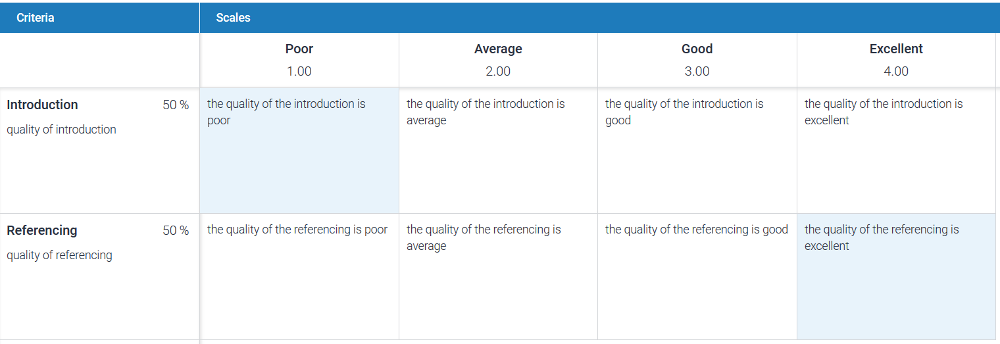 Criteria
Scales
Poor
Average
Good
Excellent
1.00
2.00
3.00
4.00
Introduction
50 %
quality of introduction
the quality of the introduction is
poor
the quality of the introduction is
average
the quality of the introduction is
good
the quality of the introduction is
excellent
Referencing
50 %
quality of referencing
the quality of the referencing is poor
the quality of the referencing is
average
the quality of the referencing is good
the quality of the referencing is
excellent